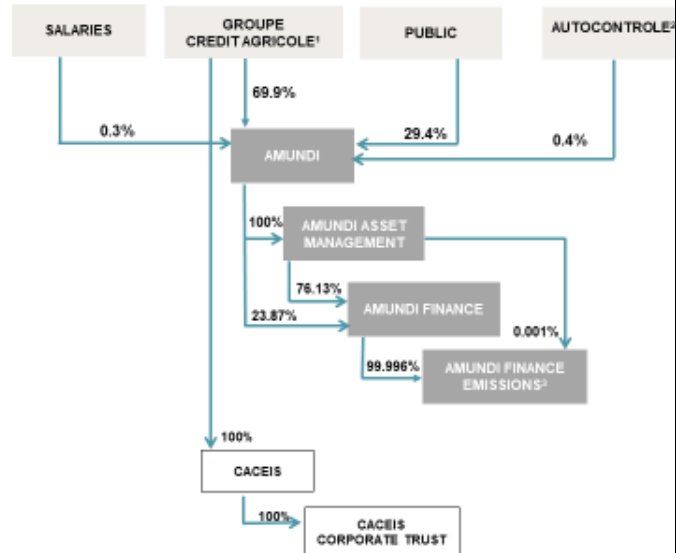 SALARIES
GROUPE
CREDIT AGRICOLE¹
PUBLIC
AUTOCONTROLE²
69.9%
0.3%
29.4%
0.4%
AMUNDI
100%
AMUNDI ASSET
MANAGEMENT
76.13%
23.87%
AMUNDI FINANCE
0.001%
99.996%
AMUNDI FINANCE
EMISSIONS³
100%
CACEIS
100%
CACEIS
CORPORATE TRUST